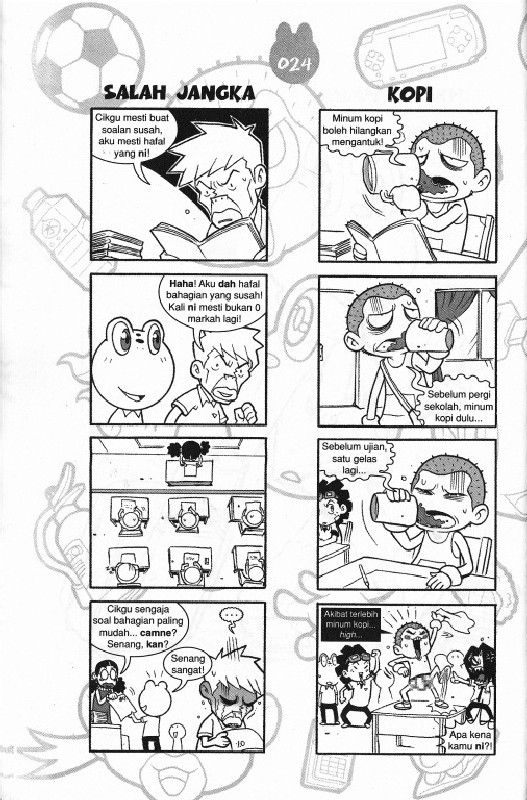 024
SALAH JANGKA
Cikgu mesti buat
soalan susah,
aku mesti hafal
yang ni!
Haha! Aku dah hafal
bahagian yang susah!
Kali ni mesti bukan 0
markah lagi!
Cikgu sengaja
soal bahagian paling
mudah... camne?
Senang, kan?
Senang
sangat!
KOPI
Minum kopi
boleh hilangkan
mengantuk!
Sebelum pergi
sekolah, minum
kopi dulu...
Sebelum ujian,
satu gelas
lagi...
Akibat terlebih
minum kopi...
higih...
Apa kena
kamu ni?!